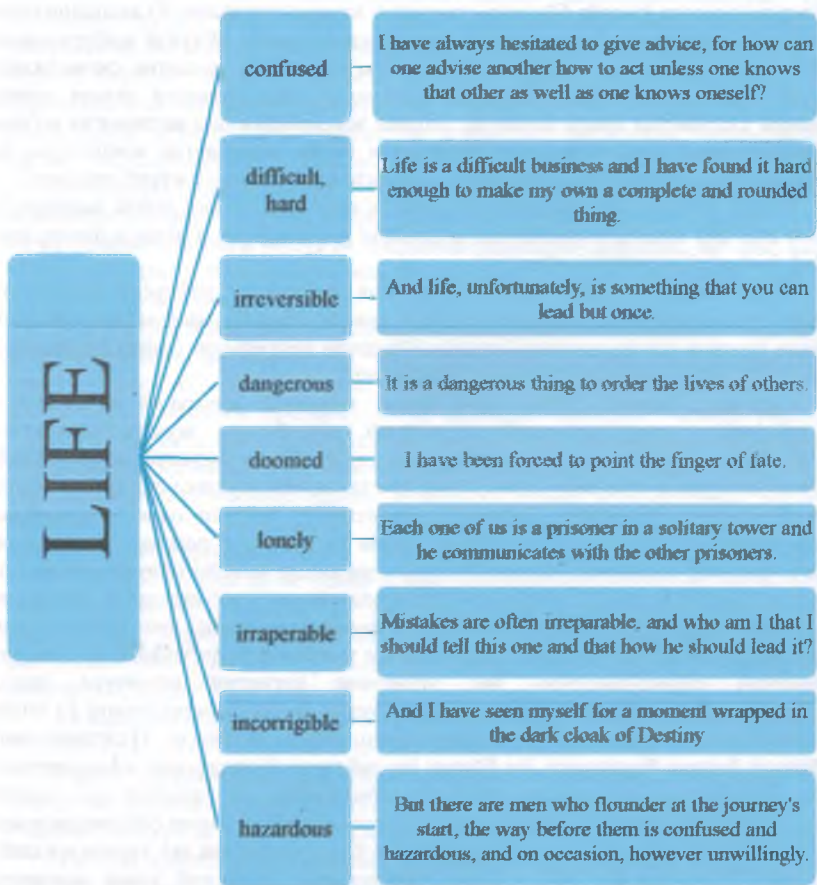 LIFE
confused
I have always hesitated to give advice, for how can
one advise another how to act unless one knows
that other as well as one knows oneself?
difficult,
hard
Life is a difficult business and I have found it hard
enough to make my own a complete and rounded
thing.
irreversible
And life, unfortunately, is something that you can
lead but once.
dangerous
It is a dangerous thing to order the lives of others.
doomed
I have been forced to point the finger of fate.
lonely
Each one of us is a prisoner in a solitary tower and
he communicates with the other prisoners.
irraperable
Mistakes are often irreparable, and who am I that I
should tell this one and that how he should lead it?
incorrigible
And I have seen myself for a moment wrapped in
the dark cloak of Destiny
hazardous
But there are men who flounder at the journey's
start, the way before them is confused and
hazardous, and on occasion, however unwillingly.